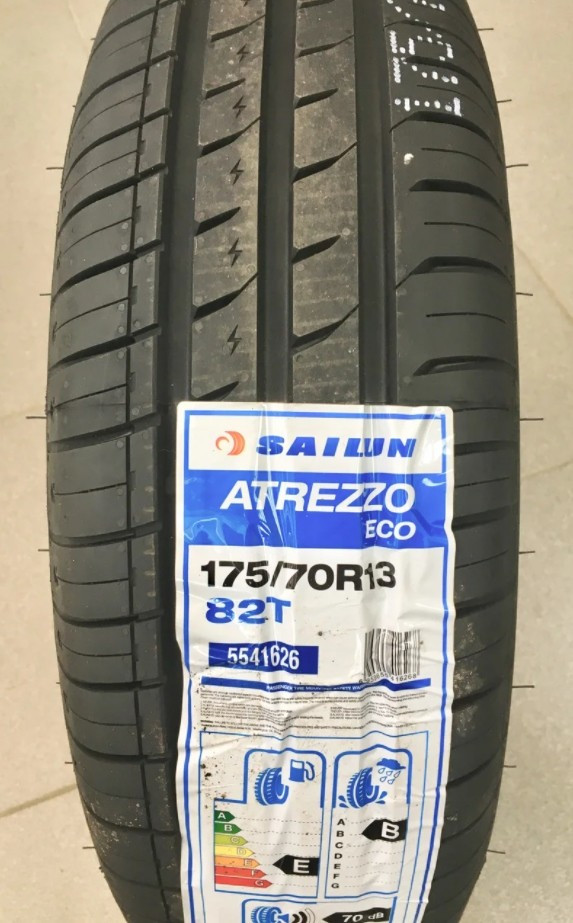 SAILUN
ATREZZO
ECO
175/70R13
82T
5541626
A
B
C
D
E
F
G
E
A
B
C
D
E
F
G
B
70 dB